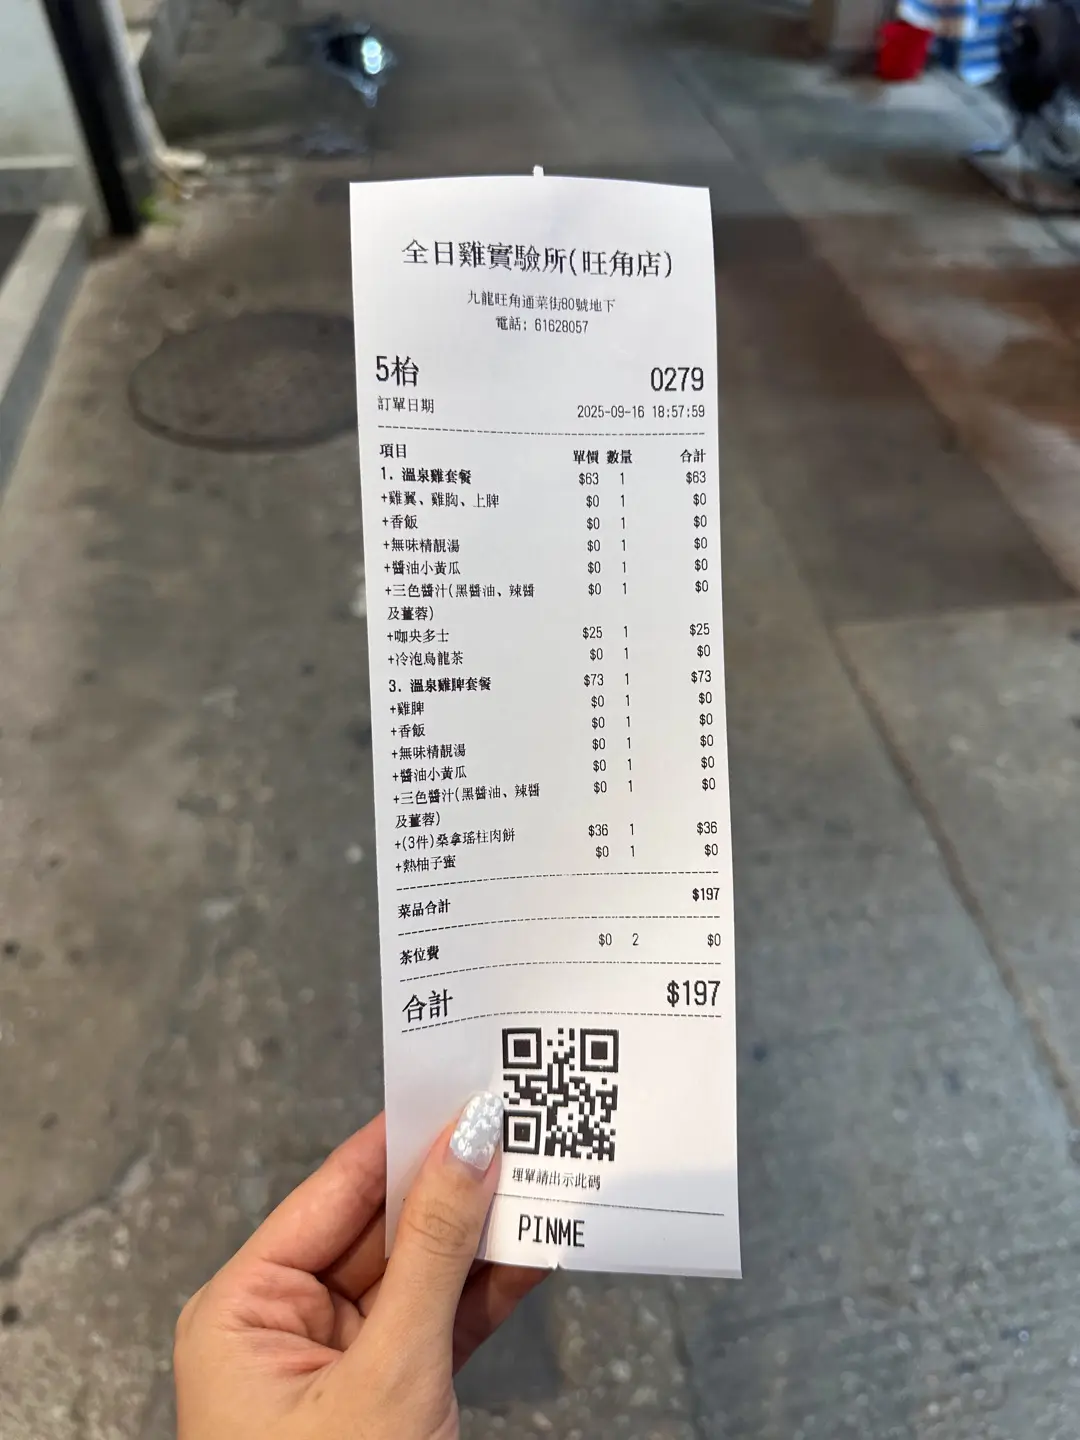 全日雞實驗所(旺角店)
九龍旺角通菜街80號地下
電話: 61628057
5枱 0279
訂單日期 2025-09-16 18:57:59
項目 單價 數量 合計
1. 溫泉雞套餐 $63 1 $63
+雞翼、雞胸、上脾 $0 1 $0
+香飯 $0 1 $0
+無味精靚湯 $0 1 $0
+醬油小黃瓜 $0 1 $0
+三色醬汁(黑醬油、辣醬 $0 1 $0
及薑蓉)
+咖央多士 $25 1 $25
+冷泡烏龍茶 $0 1 $0
3. 溫泉雞脾套餐 $73 1 $73
+雞脾 $0 1 $0
+香飯 $0 1 $0
+無味精靚湯 $0 1 $0
+醬油小黃瓜 $0 1 $0
+三色醬汁(黑醬油、辣醬 $0 1 $0
及薑蓉)
+(3件)桑拿瑤柱肉餅 $36 1 $36
+熱柚子蜜 $0 1 $0
菜品合計 $197
茶位費 $0 2 $0
合計 $197
埋單請出示此碼
PINME